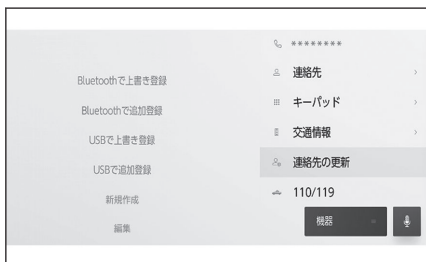 Bluetoothで上書き登録
Bluetoothで追加登録
USBで上書き登録
USBで追加登録
新規作成
編集
********
連絡先
キーパッド
交通情報
連絡先の更新
110/119
機器